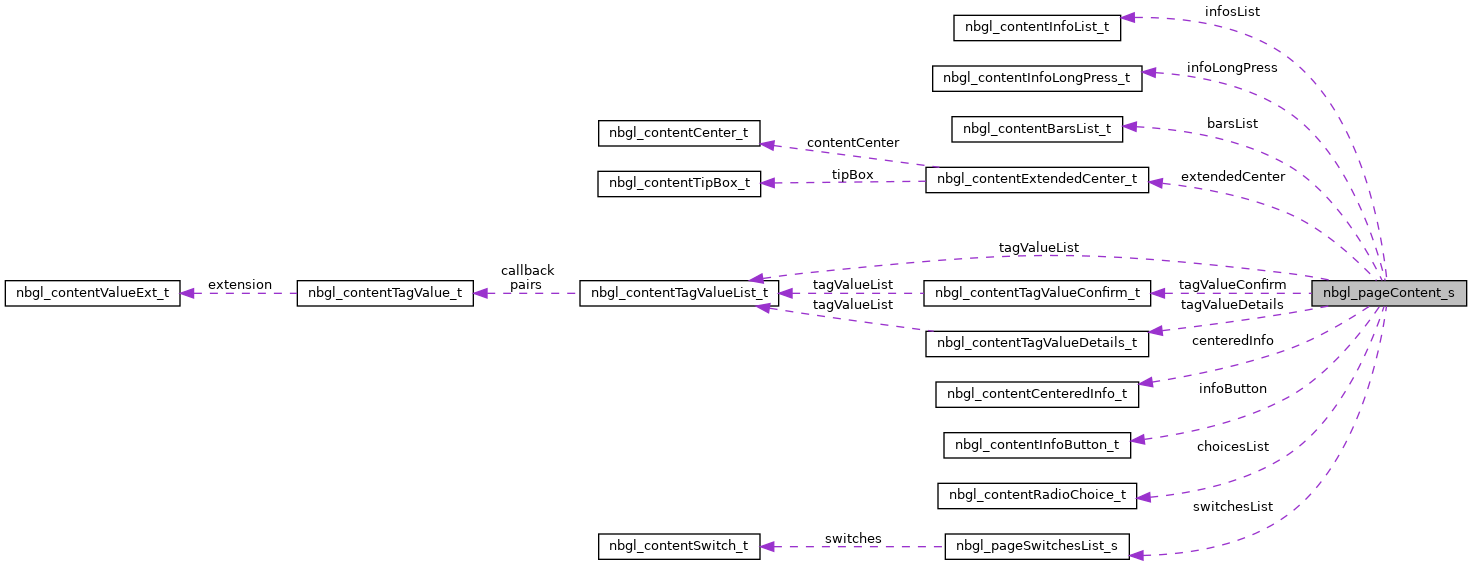 infosList
nbgl_contentInfoList_t
infoLongPress
nbgl_contentInfoLongPress_t
barsList
nbgl_contentBarsList_t
nbgl_contentCenter_t
contentCenter
extendedCenter
nbgl_contentTipBox_t
tipBox
nbgl_contentExtendedCenter_t
tagValueList
callback
pairs
extension
tagValueList
tagValueConfirm
nbgl_contentValueExt_t
nbgl_contentTagValue_t
nbgl_contentTagValueList_t
nbgl_contentTagValueConfirm_t
nbgl_pageContent_s
tagValueList
tagValueDetails
nbgl_contentTagValueDetails_t
centeredInfo
nbgl_contentCenteredInfo_t
infoButton
nbgl_contentInfoButton_t
choicesList
nbgl_contentRadioChoice_t
switchesList
nbgl_contentSwitch_t
switches
nbgl_pageSwitchesList_s